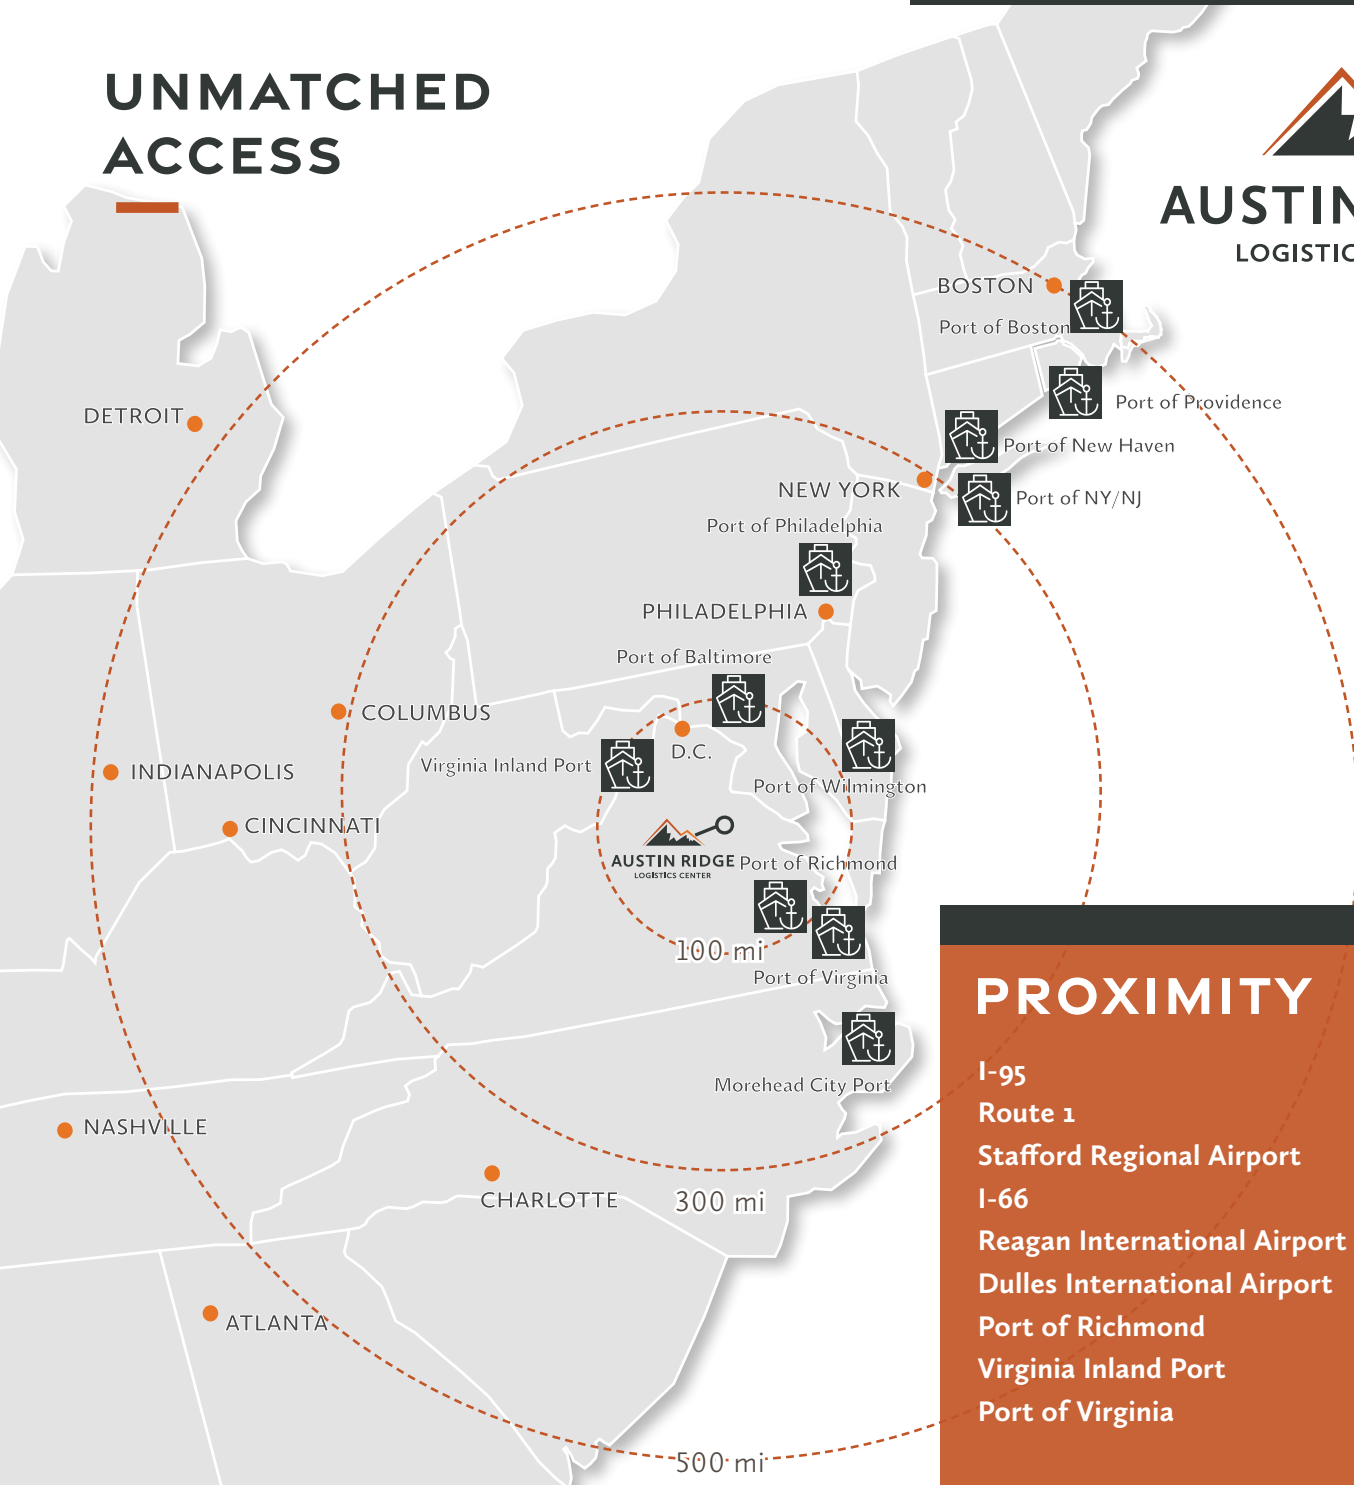 UNMATCHED
ACCESS
AUSTIN
LOGISTIC
BOSTON
Port of Boston
DETROIT
Port of Providence
Port of New Haven
NEW YORK
Port of NY/NJ
Port of Philadelphia
PHILADELPHIA
Port of Baltimore
COLUMBUS
D.C.
Virginia Inland Port
INDIANAPOLIS
Port of Wilmington
CINCINNATI
AUSTIN RIDGE
LOGISTICS CENTER
Port of Richmond
100 mi
Port of Virginia
Morehead City Port
NASHVILLE
CHARLOTTE
300 mi
ATLANTA
500 mi
PROXIMITY
I-95
Route 1
Stafford Regional Airport
I-66
Reagan International Airport
Dulles International Airport
Port of Richmond
Virginia Inland Port
Port of Virginia